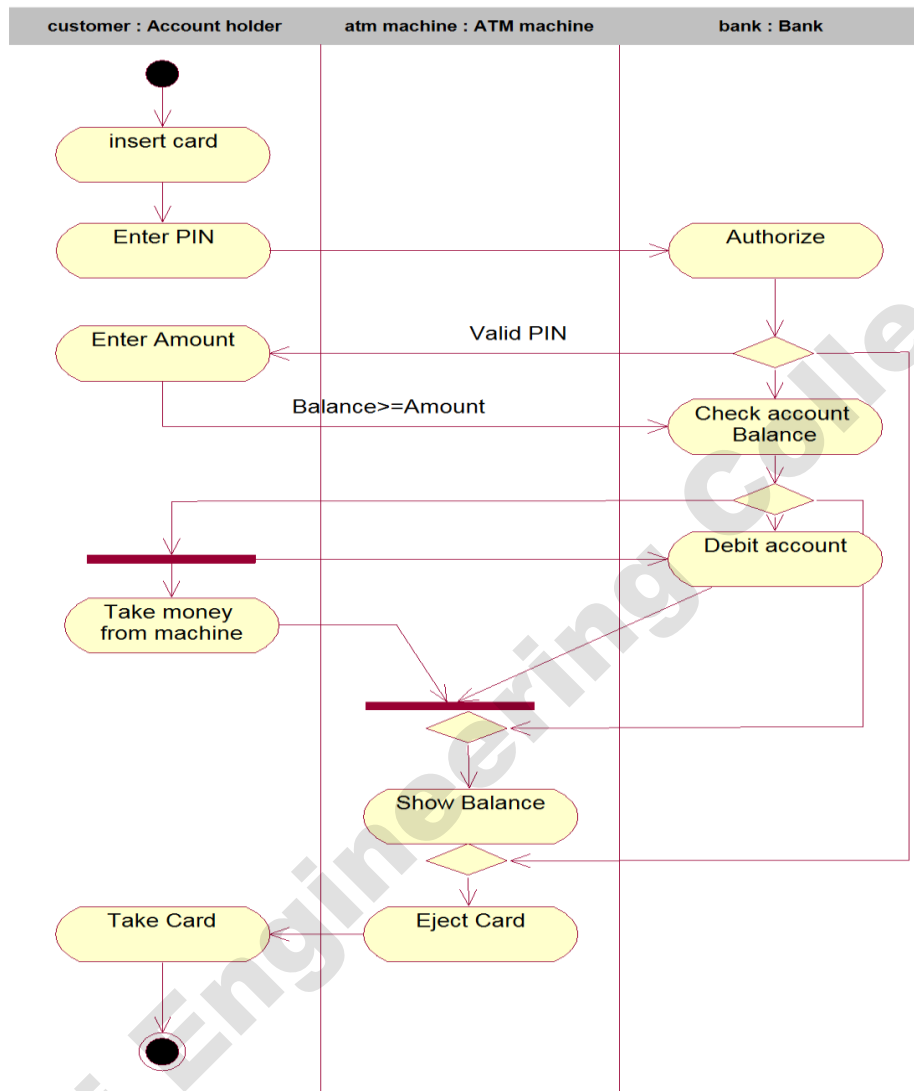 customer : Account holder
atm machine : ATM machine
bank : Bank
insert card
Enter PIN
Authorize
Enter Amount
Valid PIN
Balance>=Amount
Check account
Balance
Debit account
Take money
from machine
Show Balance
Take Card
Eject Card
Engineering Colle